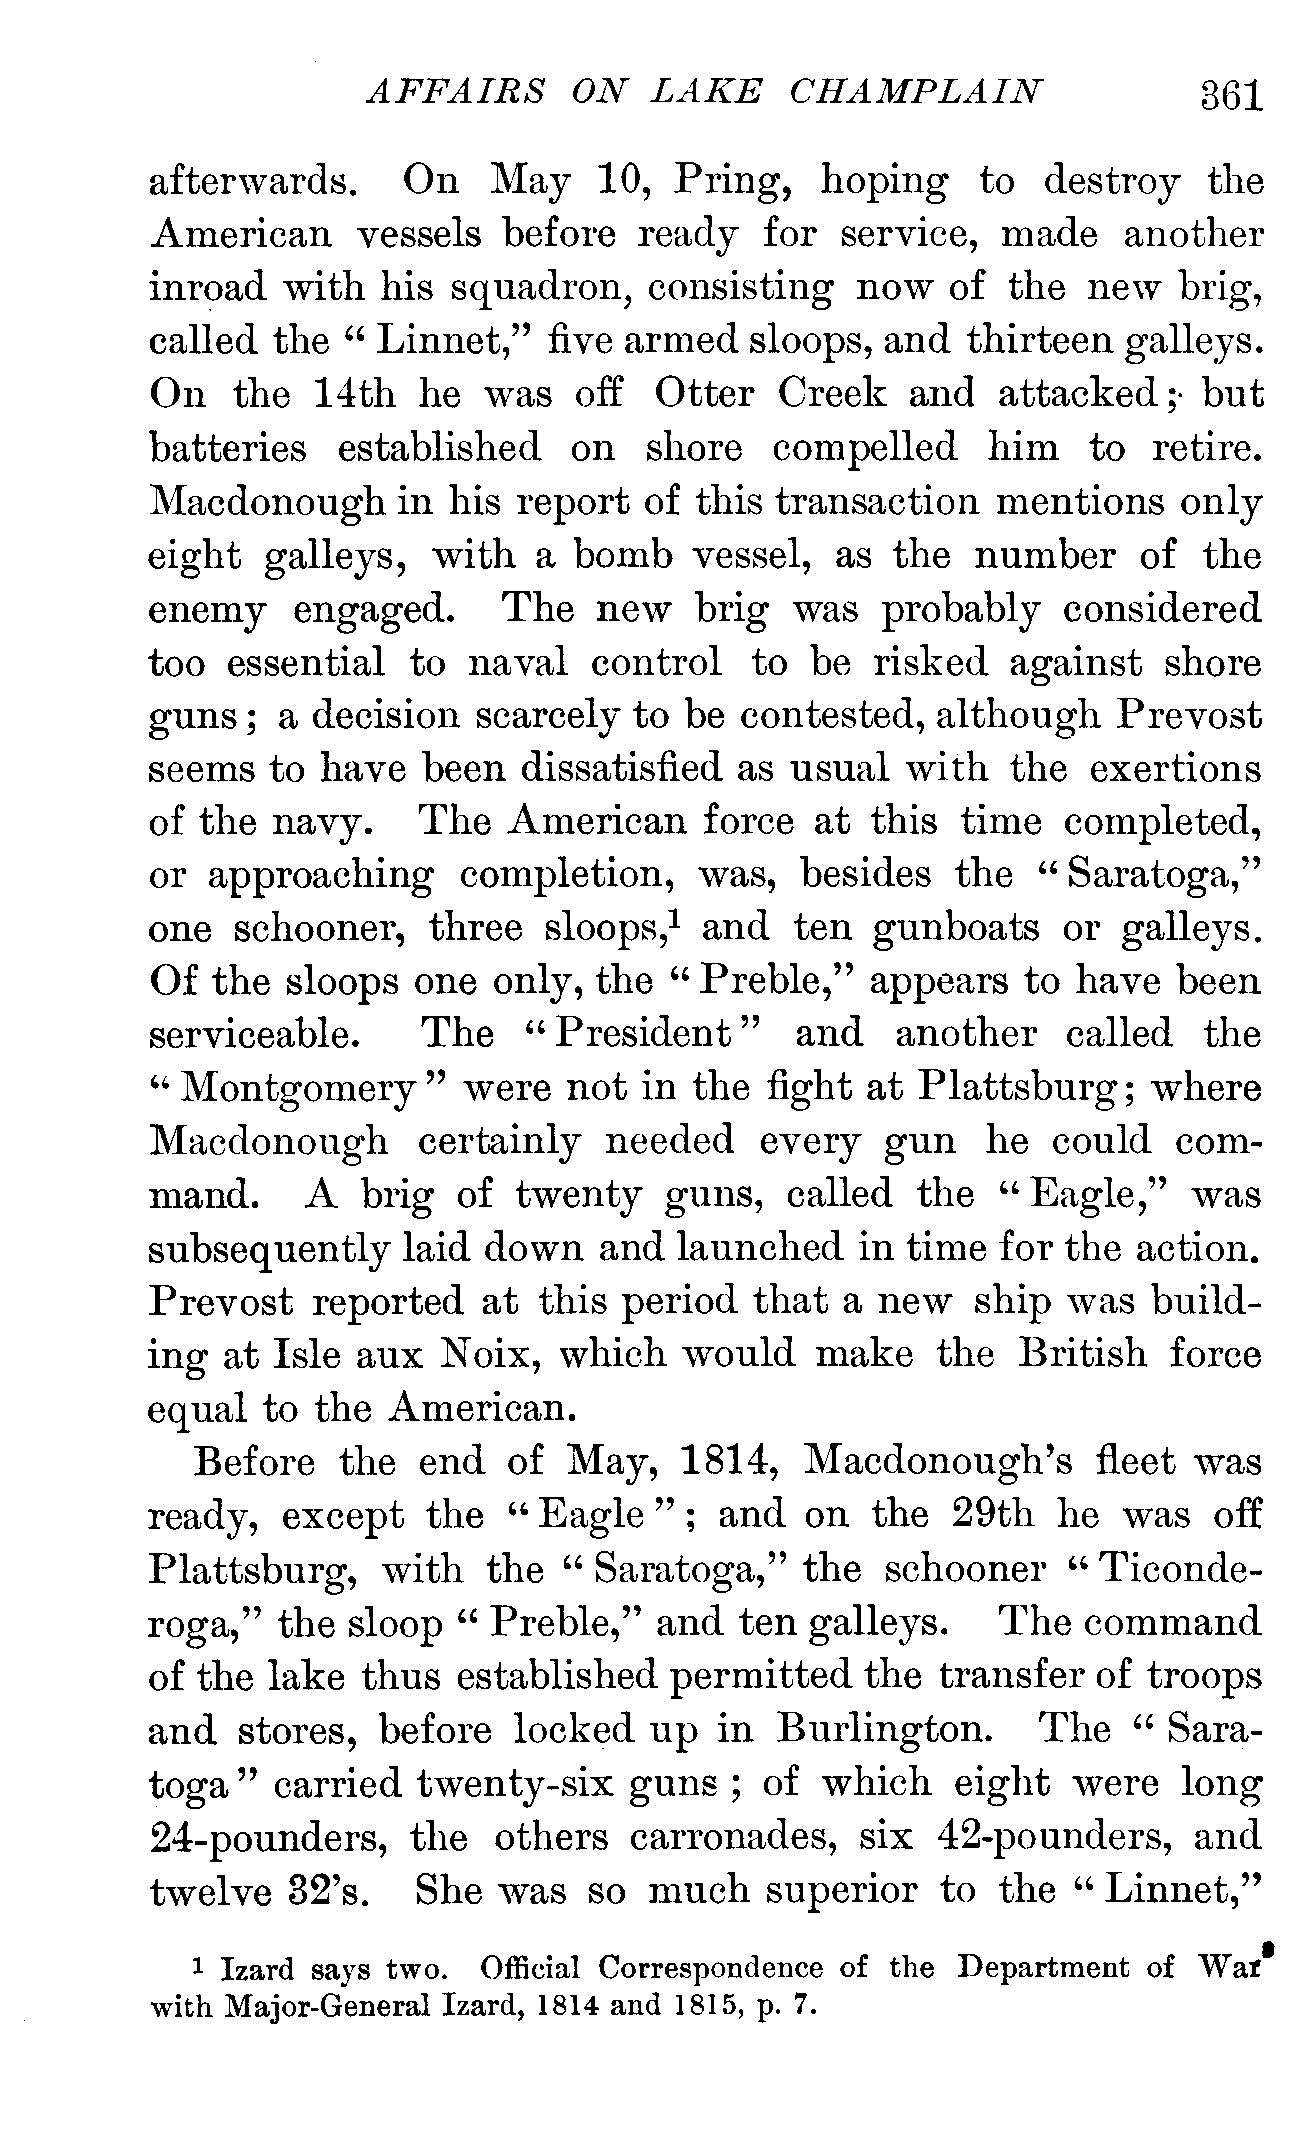 AFFAIRS ON LAKE CHAMPLAIN 361
afterwards. On May 10, Pring, hoping to destroy the
American vessels before ready for service, made another
inroad with his squadron, consisting now of the new brig,
called the “ Linnet,” five armed sloops, and thirteen galleys.
On the 14th he was off Otter Creek and attacked; but
batteries established on shore compelled him to retire.
Macdonough in his report of this transaction mentions only
eight galleys, with a bomb vessel, as the number of the
enemy engaged. The new brig was probably considered
too essential to naval control to be risked against shore
guns; a decision scarcely to be contested, although Prevost
seems to have been dissatisfied as usual with the exertions
of the navy. The American force at this time completed,
or approaching completion, was, besides the “ Saratoga,”
one schooner, three sloops,¹ and ten gunboats or galleys.
Of the sloops one only, the “ Preble,” appears to have been
serviceable. The “ President ” and another called the
“ Montgomery ” were not in the fight at Plattsburg; where
Macdonough certainly needed every gun he could com-
mand. A brig of twenty guns, called the “ Eagle,” was
subsequently laid down and launched in time for the action.
Prevost reported at this period that a new ship was build-
ing at Isle aux Noix, which would make the British force
equal to the American.
Before the end of May, 1814, Macdonough’s fleet was
ready, except the “ Eagle ”; and on the 29th he was off
Plattsburg, with the “ Saratoga,” the schooner “ Ticonde-
roga,” the sloop “ Preble,” and ten galleys. The command
of the lake thus established permitted the transfer of troops
and stores, before locked up in Burlington. The “ Sara-
toga ” carried twenty-six guns ; of which eight were long
24-pounders, the others carronades, six 42-pounders, and
twelve 32’s. She was so much superior to the “ Linnet,”
¹ Izard says two. Official Correspondence of the Department of War
with Major-General Izard, 1814 and 1815, p. 7.